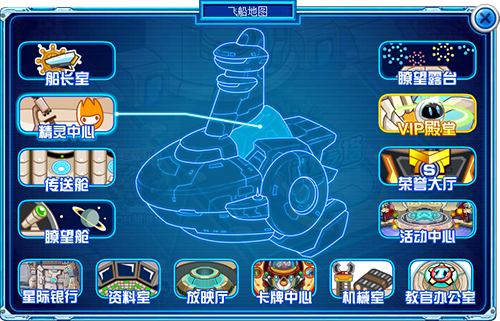 飞船地图
船长室
瞭望露台
精灵中心
VIP殿堂
传送舱
S
荣誉大厅
瞭望舱
活动中心
星际银行
资料室
放映厅
卡牌中心
机械室
教官办公室